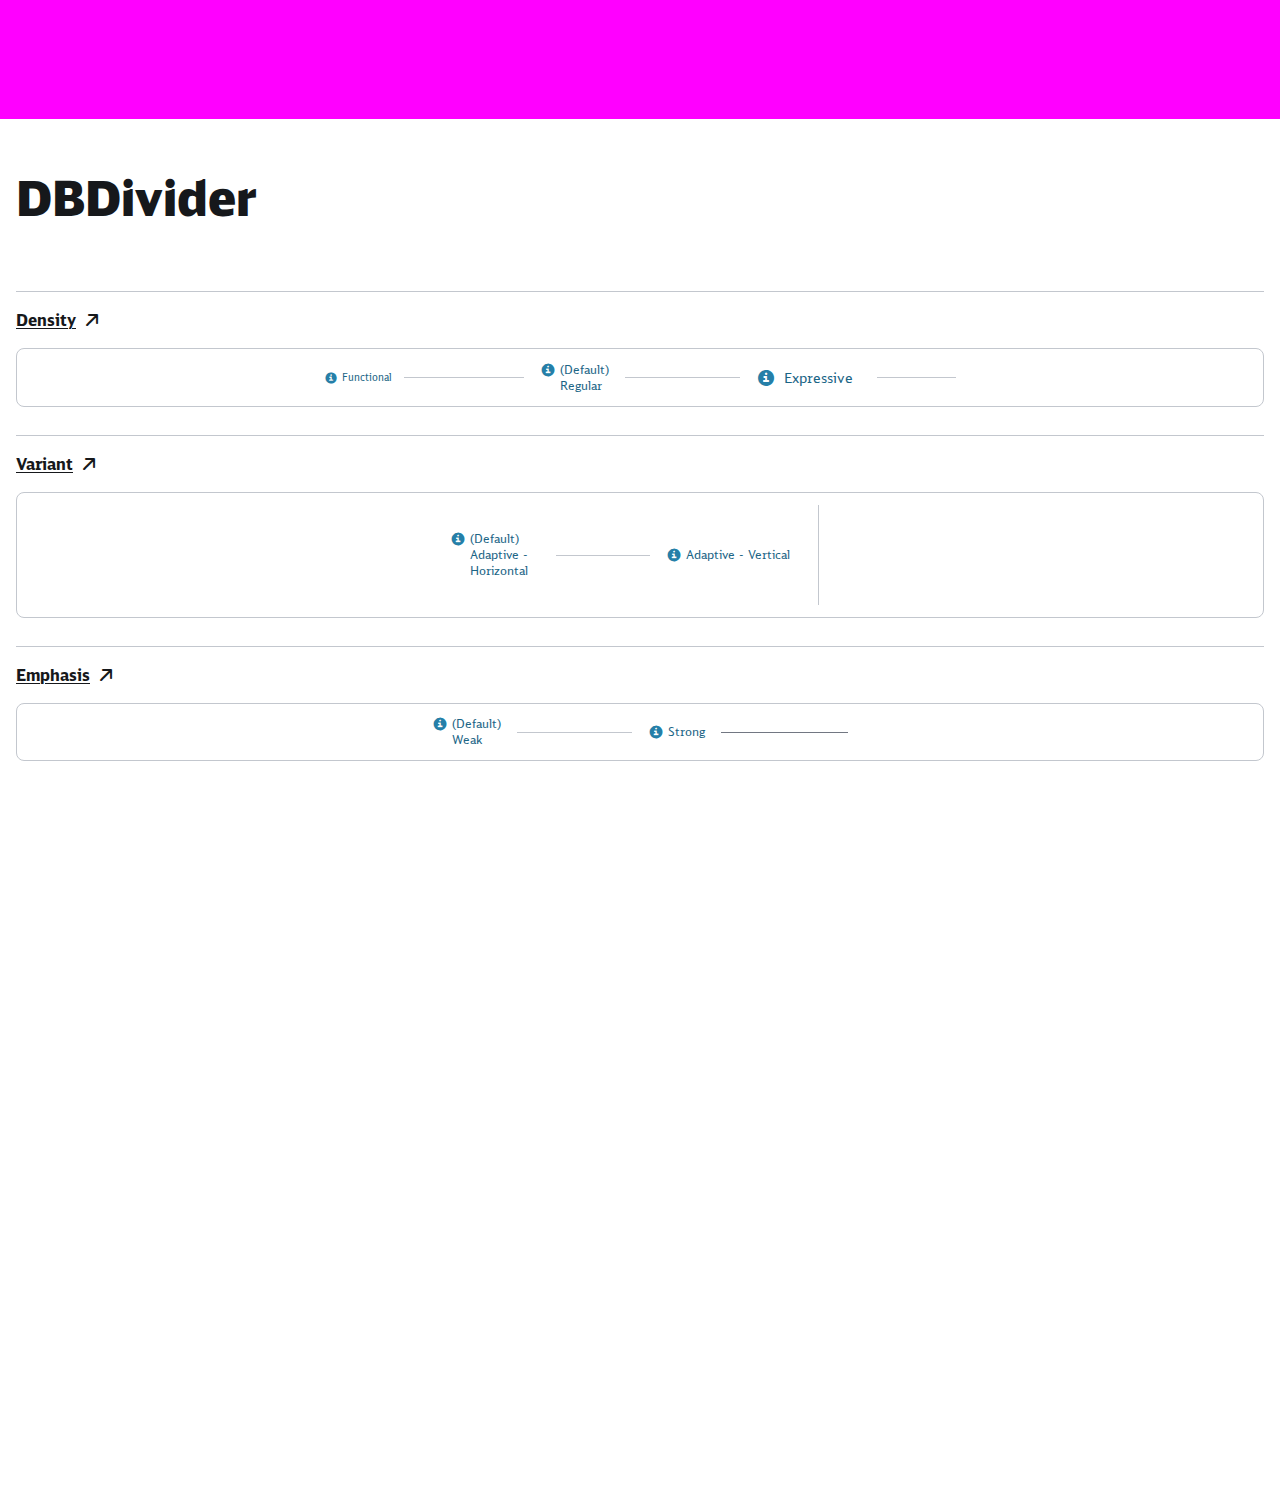 DBDivider
Density
Functional
(Default)
Regular
Expressive
Variant
(Default)
Adaptive -
Horizontal
Adaptive - Vertical
Emphasis
(Default)
Weak
Strong